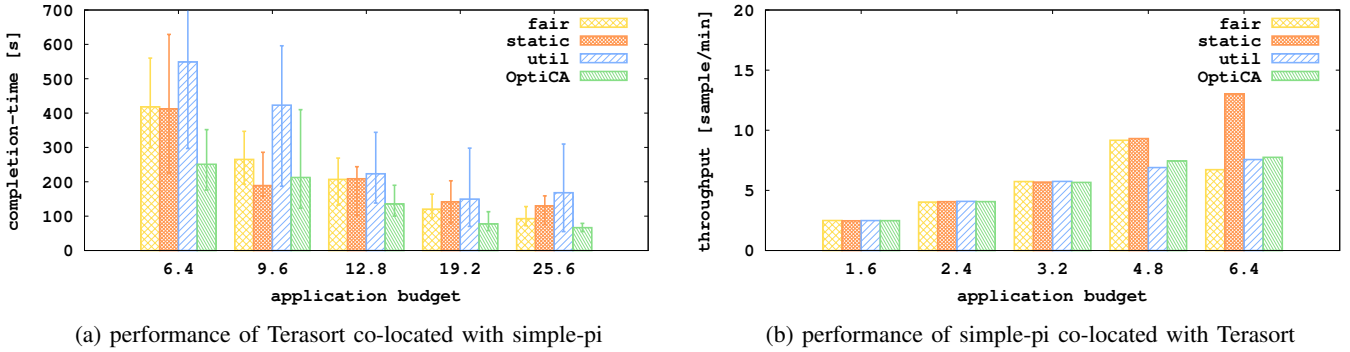 700
600
500
400
300
200
100
0
completion-time [s]
fair
static
util
OptiCA
6.4 9.6 12.8 19.2 25.6
application budget
(a) performance of Terasort co-located with simple-pi
20
15
10
5
0
throughput [sample/min]
fair
static
util
OptiCA
1.6 2.4 3.2 4.8 6.4
application budget
(b) performance of simple-pi co-located with Terasort